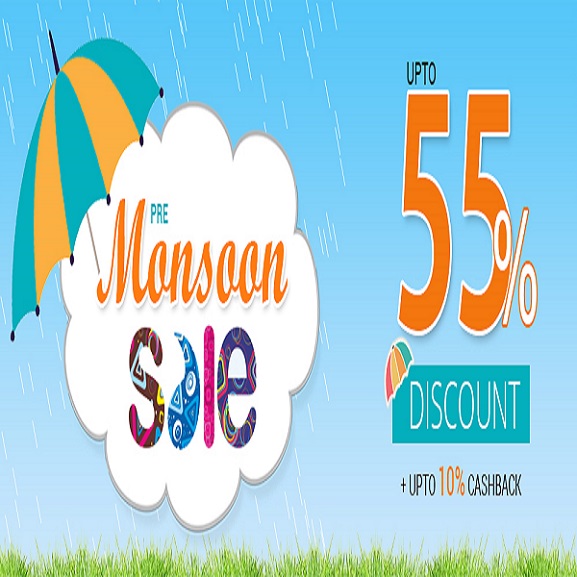 PRE
Monsoon
sale
UPTO
55%
DISCOUNT
+ UPTO 10% CASHBACK